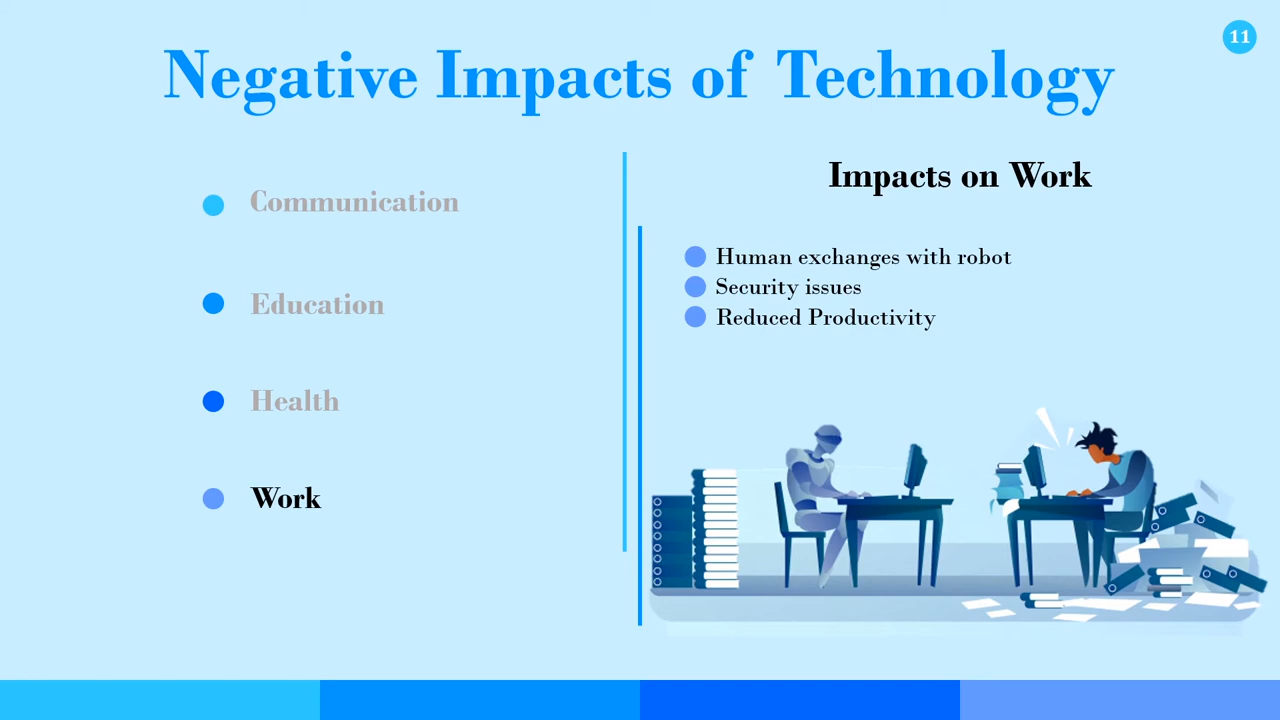 11
Negative Impacts of Technology
Communication
Education
Health
Work
Impacts on Work
Human exchanges with robot
Security issues
Reduced Productivity